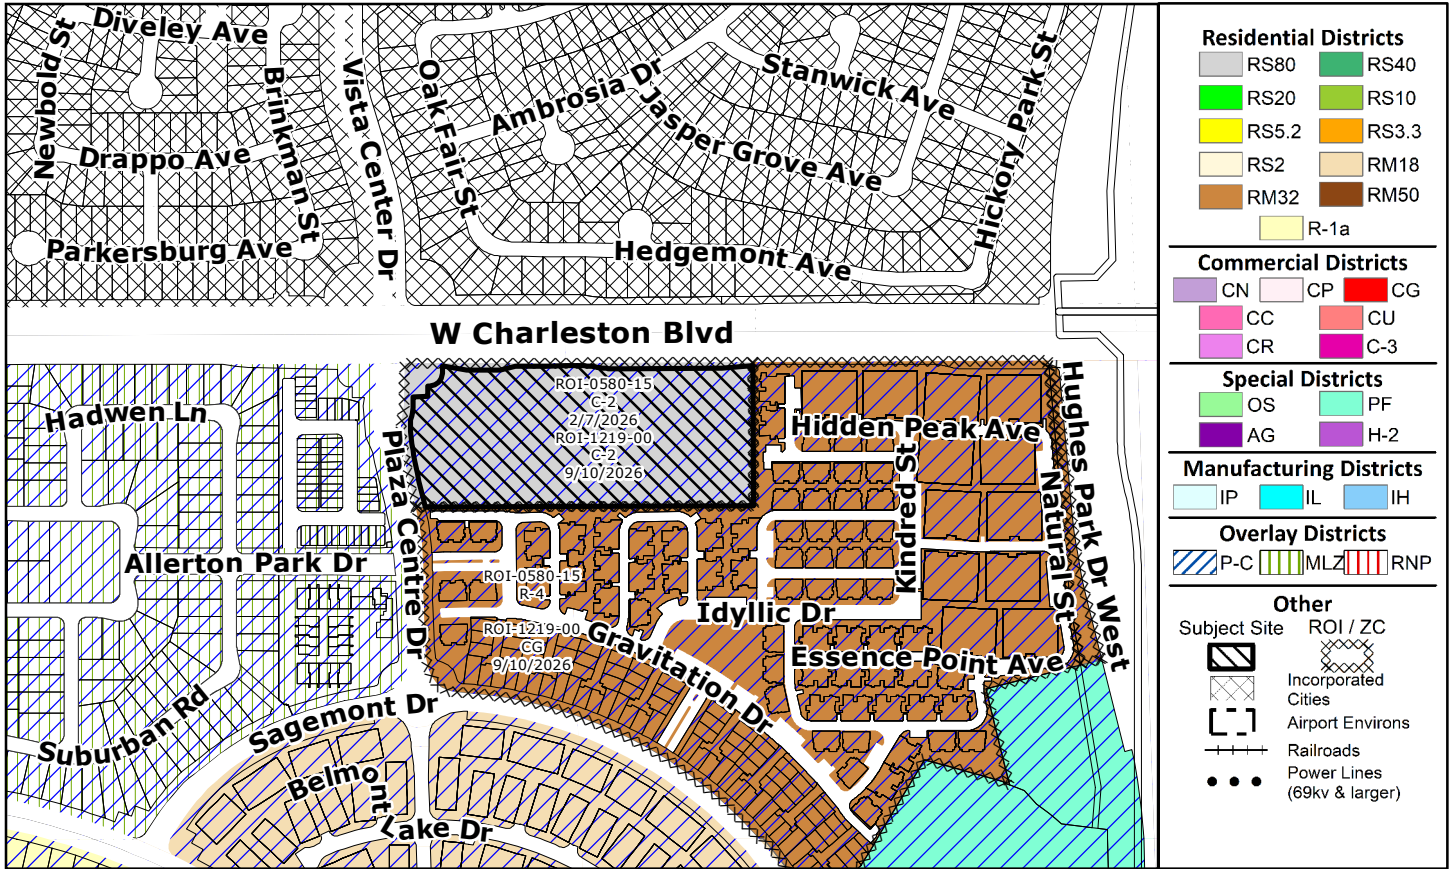 Diveley Ave
Newbold St
Brinkman St
Drappo Ave
Parkersburg Ave
Vista Center Dr
Oak Fair St
Ambrosia Dr
Jasper Grove Ave
Stanwick Ave
Hickory Park St
Hedgemont Ave
W Charleston Blvd
Hadwen Ln
Plaza Centre Dr
Allerton Park Dr
Suburban Rd
Sagemont Dr
Belmont Lake Dr
ROI-0580-15
C-2
2/7/2026
ROI-1219-00
C-2
9/10/2026
Hidden Peak Ave
Kindred St
Natural St
Hughes Park Dr West
ROI-0580-15
R-4
ROI-1219-00
CG
9/10/2026
Gravitation Dr
Idyllic Dr
Essence Point Ave
Residential Districts
RS80 RS40
RS20 RS10
RS5.2 RS3.3
RS2 RM18
RM32 RM50
R-1a
Commercial Districts
CN CP CG
CC CU
CR C-3
Special Districts
OS PF
AG H-2
Manufacturing Districts
IP IL IH
Overlay Districts
P-C MLZ RNP
Other
Subject Site ROI / ZC
Incorporated
Cities
Airport Environs
Railroads
Power Lines
(69kv & larger)